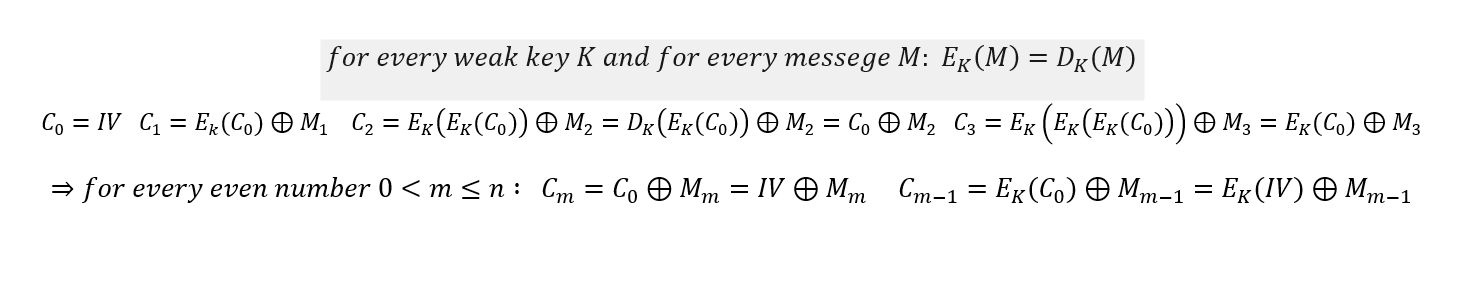 for every weak key K and for every messege M: E_K(M) = D_K(M)
C_0 = IV C_1 = E_k(C_0) ⊕ M_1 C_2 = E_K(E_K(C_0)) ⊕ M_2 = D_K(E_K(C_0)) ⊕ M_2 = C_0 ⊕ M_2 C_3 = E_K(E_K(E_K(C_0))) ⊕ M_3 = E_K(C_0) ⊕ M_3
⇒ for every even number 0 < m ≤ n : C_m = C_0 ⊕ M_m = IV ⊕ M_m C_{m−1} = E_K(C_0) ⊕ M_{m−1} = E_K(IV) ⊕ M_{m−1}